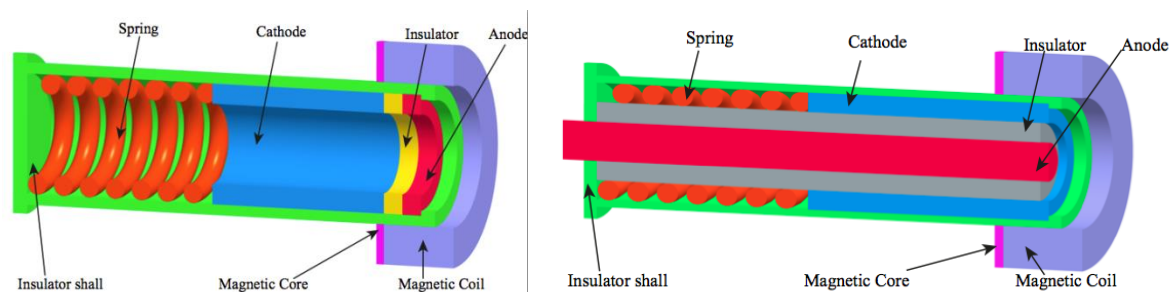 Spring
Cathode
Insulator
Anode
Insulator shall
Magnetic Core
Magnetic Coil
Spring
Cathode
Insulator
Anode
Insulator shall
Magnetic Core
Magnetic Coil